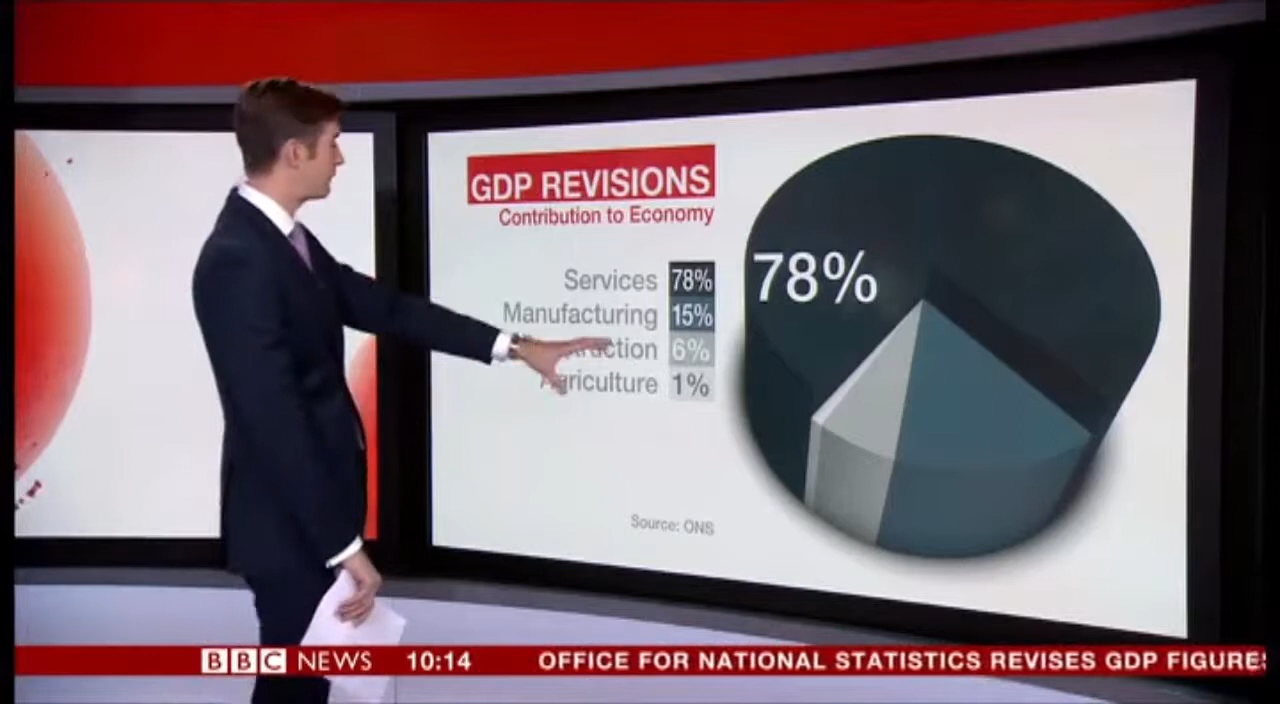 GDP REVISIONS
Contribution to Economy
Services 78%
Manufacturing 15%
6%
Agriculture 1%
78%
Source: ONS
BBC NEWS 10:14 OFFICE FOR NATIONAL STATISTICS REVISES GDP FIGURES